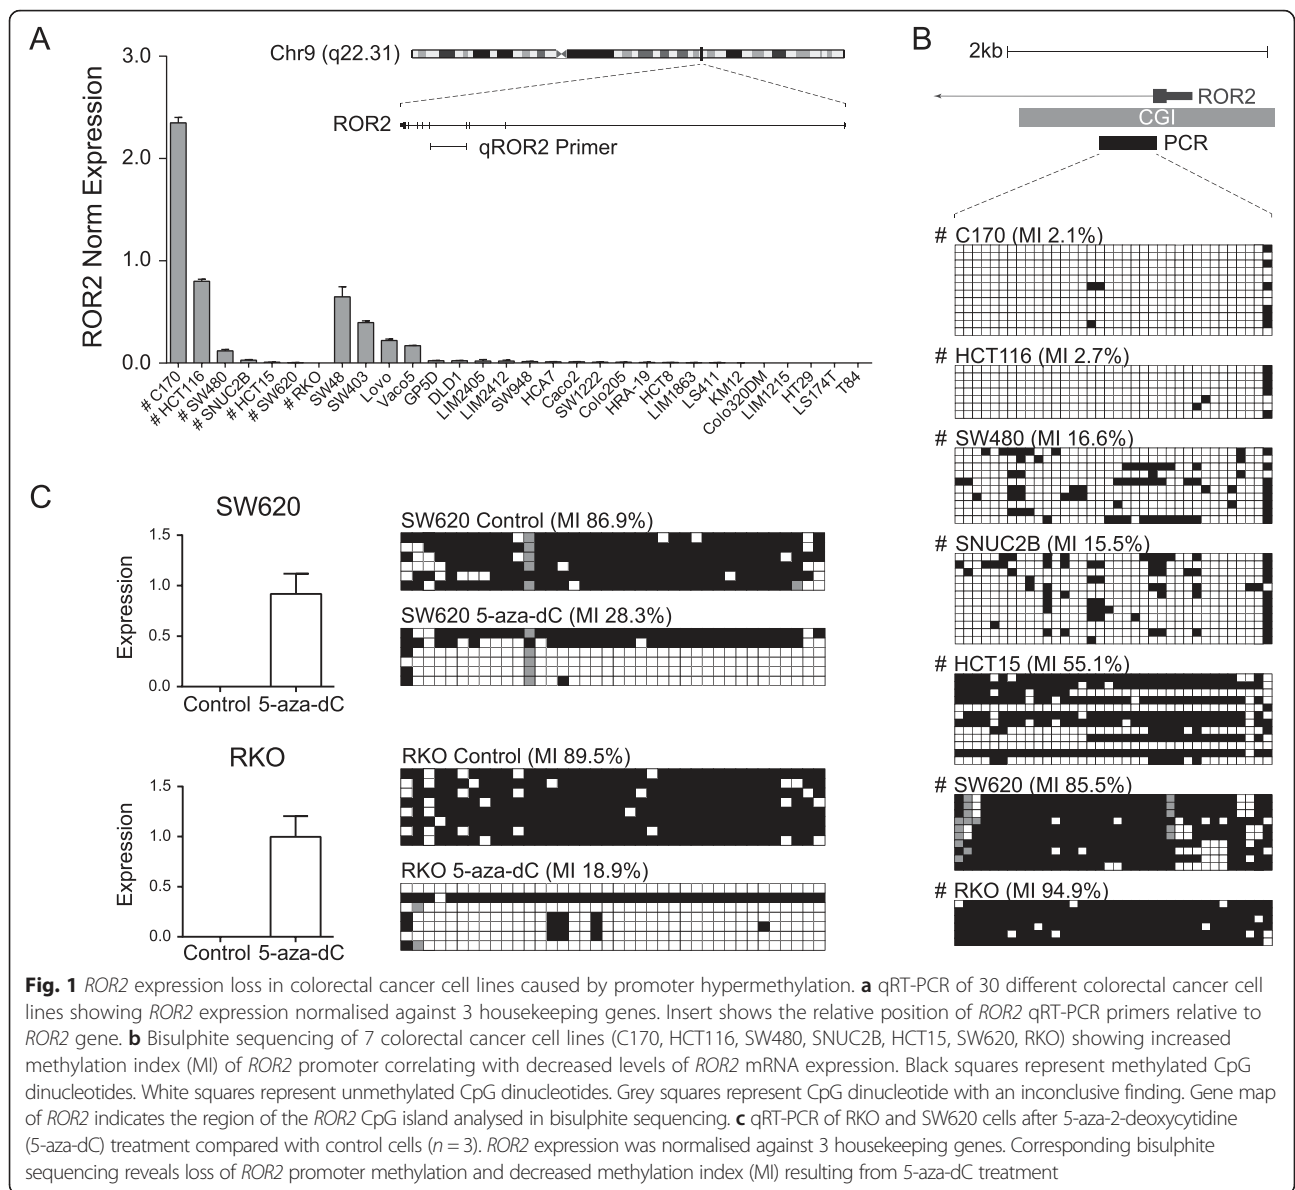 A
3.0
2.0
1.0
0.0
ROR2 Norm Expression
Chr9 (q22.31)
ROR2
qROR2 Primer
# C170
# HCT116
# SW480
# SNUC2B
# HCT15
# SW620
# RKO
SW48
SW403
Lovo
Vaco5
GP5D
DLD1
LIM2405
LIM2412
SW948
HCA7
Caco2
SW1222
Colo205
HRA-19
HCT8
LIM1863
LS411
KM12
Colo320DM
LIM1215
HT29
LS174T
T84
B
2kb
ROR2
CGI
PCR
# C170 (MI 2.1%)
# HCT116 (MI 2.7%)
# SW480 (MI 16.6%)
# SNUC2B (MI 15.5%)
# HCT15 (MI 55.1%)
# SW620 (MI 85.5%)
# RKO (MI 94.9%)
C
SW620
1.5
1.0
0.5
0.0
Expression
Control 5-aza-dC
SW620 Control (MI 86.9%)
SW620 5-aza-dC (MI 28.3%)
RKO
1.5
1.0
0.5
0.0
Expression
Control 5-aza-dC
RKO Control (MI 89.5%)
RKO 5-aza-dC (MI 18.9%)
Fig. 1 ROR2 expression loss in colorectal cancer cell lines caused by promoter hypermethylation. a qRT-PCR of 30 different colorectal cancer cell
lines showing ROR2 expression normalised against 3 housekeeping genes. Insert shows the relative position of ROR2 qRT-PCR primers relative to
ROR2 gene. b Bisulphite sequencing of 7 colorectal cancer cell lines (C170, HCT116, SW480, SNUC2B, HCT15, SW620, RKO) showing increased
methylation index (MI) of ROR2 promoter correlating with decreased levels of ROR2 mRNA expression. Black squares represent methylated CpG
dinucleotides. White squares represent unmethylated CpG dinucleotides. Grey squares represent CpG dinucleotide with an inconclusive finding. Gene map
of ROR2 indicates the region of the ROR2 CpG island analysed in bisulphite sequencing. c qRT-PCR of RKO and SW620 cells after 5-aza-2-deoxycytidine
(5-aza-dC) treatment compared with control cells (n = 3). ROR2 expression was normalised against 3 housekeeping genes. Corresponding bisulphite
sequencing reveals loss of ROR2 promoter methylation and decreased methylation index (MI) resulting from 5-aza-dC treatment